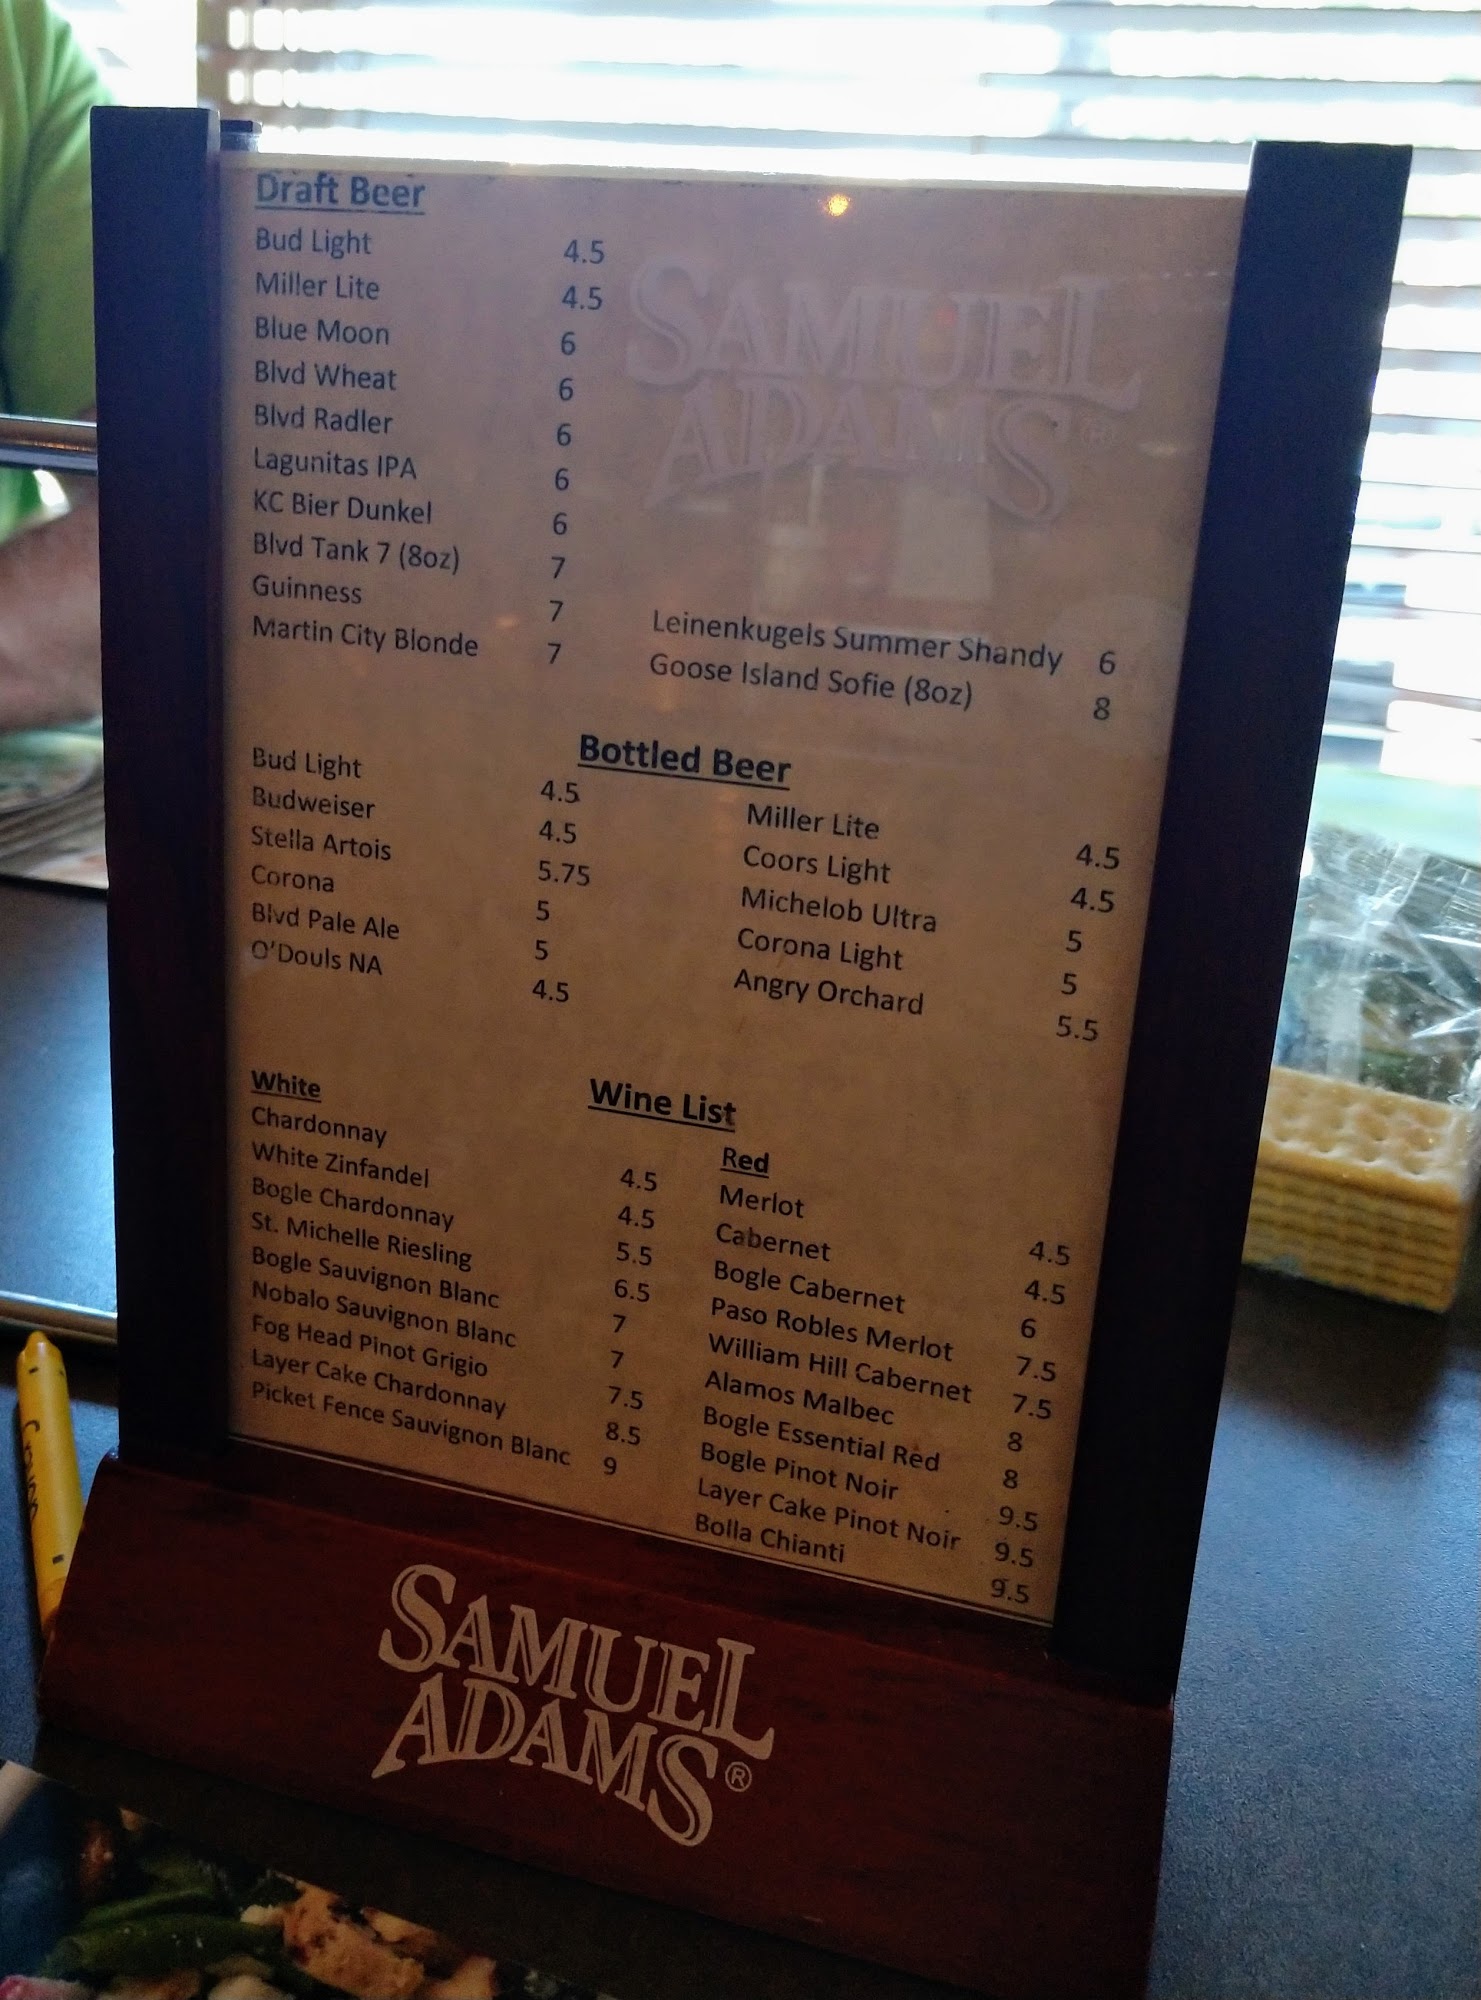 Draft Beer
Bud Light 4.5
Miller Lite 4.5
Blue Moon 6
Blvd Wheat 6
Blvd Radler 6
Lagunitas IPA 6
KC Bier Dunkel 6
Blvd Tank 7 (8oz) 7
Guinness 7
Martin City Blonde 7
SAMUEL
ADAMS®
Leinenkugels Summer Shandy 6
Goose Island Sofie (8oz) 8
Bottled Beer
Bud Light 4.5
Budweiser 4.5
Stella Artois 5.75
Corona 5
Blvd Pale Ale 5
O'Douls NA 4.5
Miller Lite 4.5
Coors Light 4.5
Michelob Ultra 5
Corona Light 5
Angry Orchard 5.5
Wine List
White
Chardonnay 4.5
White Zinfandel 4.5
Bogle Chardonnay 5.5
St. Michelle Riesling 6.5
Bogle Sauvignon Blanc 7
Nobalo Sauvignon Blanc 7
Fog Head Pinot Grigio 7.5
Layer Cake Chardonnay 8.5
Picket Fence Sauvignon Blanc 9
Red
Merlot 4.5
Cabernet 4.5
Bogle Cabernet 6
Paso Robles Merlot 7.5
William Hill Cabernet 7.5
Alamos Malbec 8
Bogle Essential Red 8
Bogle Pinot Noir 9.5
Layer Cake Pinot Noir 9.5
Bolla Chianti 9.5
SAMUEL
ADAMS®